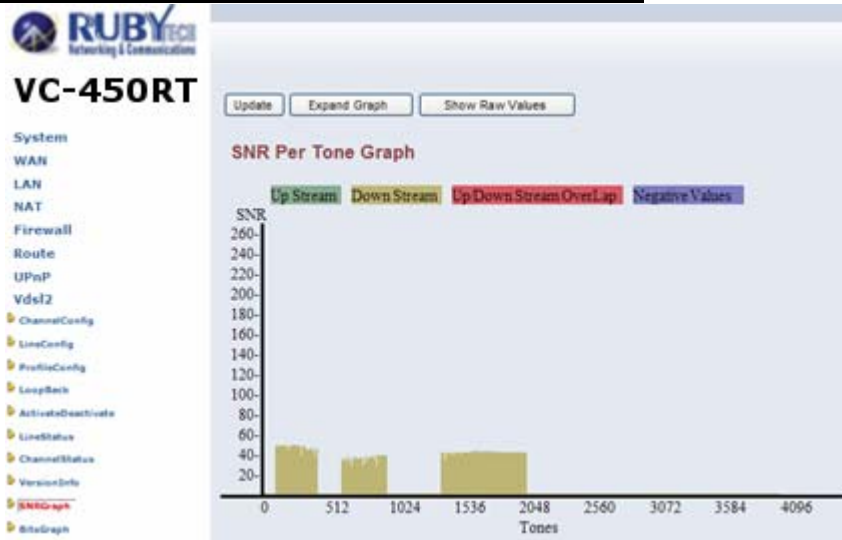 RUBYTECH
Networking & Communications
VC-450RT
System
WAN
LAN
NAT
Firewall
Route
UPnP
Vdsl2
ChannelConfig
LineConfig
ProfileConfig
LoopBack
ActivateDeactivate
LineStatus
ChannelStatus
VersionInfo
SNRGraph
BitsGraph
Update Expand Graph Show Raw Values
SNR Per Tone Graph
Up Stream Down Stream Up/Down Stream OverLap Negative Values
SNR
260-
240-
220-
200-
180-
160-
140-
120-
100-
80-
60-
40-
20-
0 512 1024 1536 2048 2560 3072 3584 4096
Tones